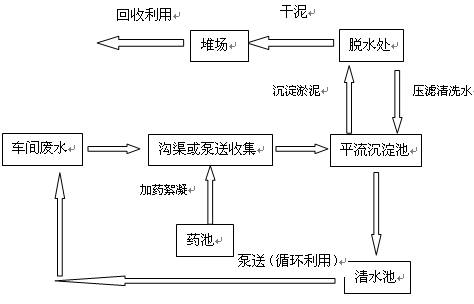 回收利用
堆场
干泥
脱水处
沉淀淤泥
压滤清洗水
车间废水
沟渠或泵送收集
平流沉淀池
加药絮凝
药池
泵送（循环利用）
清水池